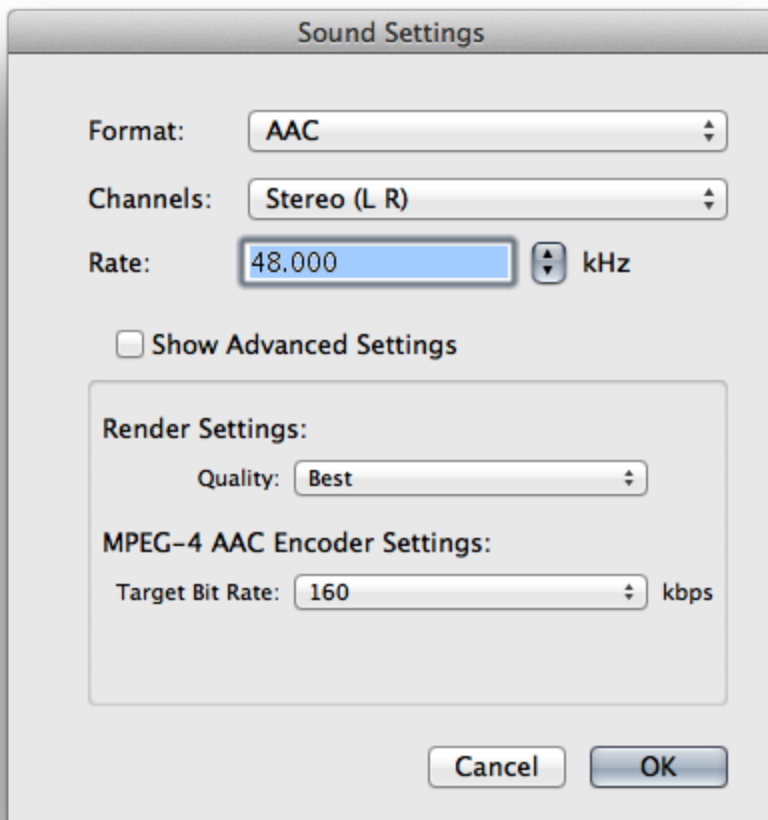 Sound Settings
Format: AAC
Channels: Stereo (L R)
Rate: 48.000 kHz
Show Advanced Settings
Render Settings:
Quality: Best
MPEG-4 AAC Encoder Settings:
Target Bit Rate: 160 kbps
Cancel OK